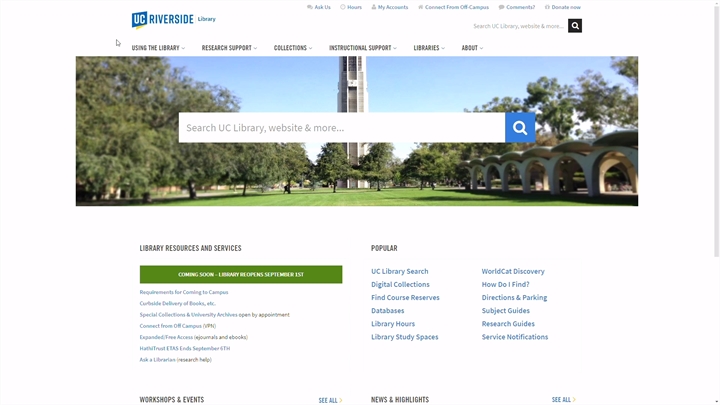 Ask Us
Hours
My Accounts
Connect From Off-Campus
Comments?
Donate now
UC RIVERSIDE Library
Search UC Library, website & more...
USING THE LIBRARY
RESEARCH SUPPORT
COLLECTIONS
INSTRUCTIONAL SUPPORT
LIBRARIES
ABOUT
Search UC Library, website & more...
LIBRARY RESOURCES AND SERVICES
COMING SOON – LIBRARY REOPENS SEPTEMBER 1ST
Requirements for Coming to Campus
Curbside Delivery of Books, etc.
Special Collections & University Archives open by appointment
Connect from Off Campus (VPN)
Expanded/Free Access (ejournals and ebooks)
HathiTrust ETAS Ends September 6TH
Ask a Librarian (research help)
POPULAR
UC Library Search
Digital Collections
Find Course Reserves
Databases
Library Hours
Library Study Spaces
WorldCat Discovery
How Do I Find?
Directions & Parking
Subject Guides
Research Guides
Service Notifications
WORKSHOPS & EVENTS
SEE ALL
NEWS & HIGHLIGHTS
SEE ALL